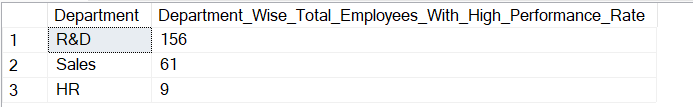 Department Department_Wise_Total_Employees_With_High_Performance_Rate
1 R&D 156
2 Sales 61
3 HR 9